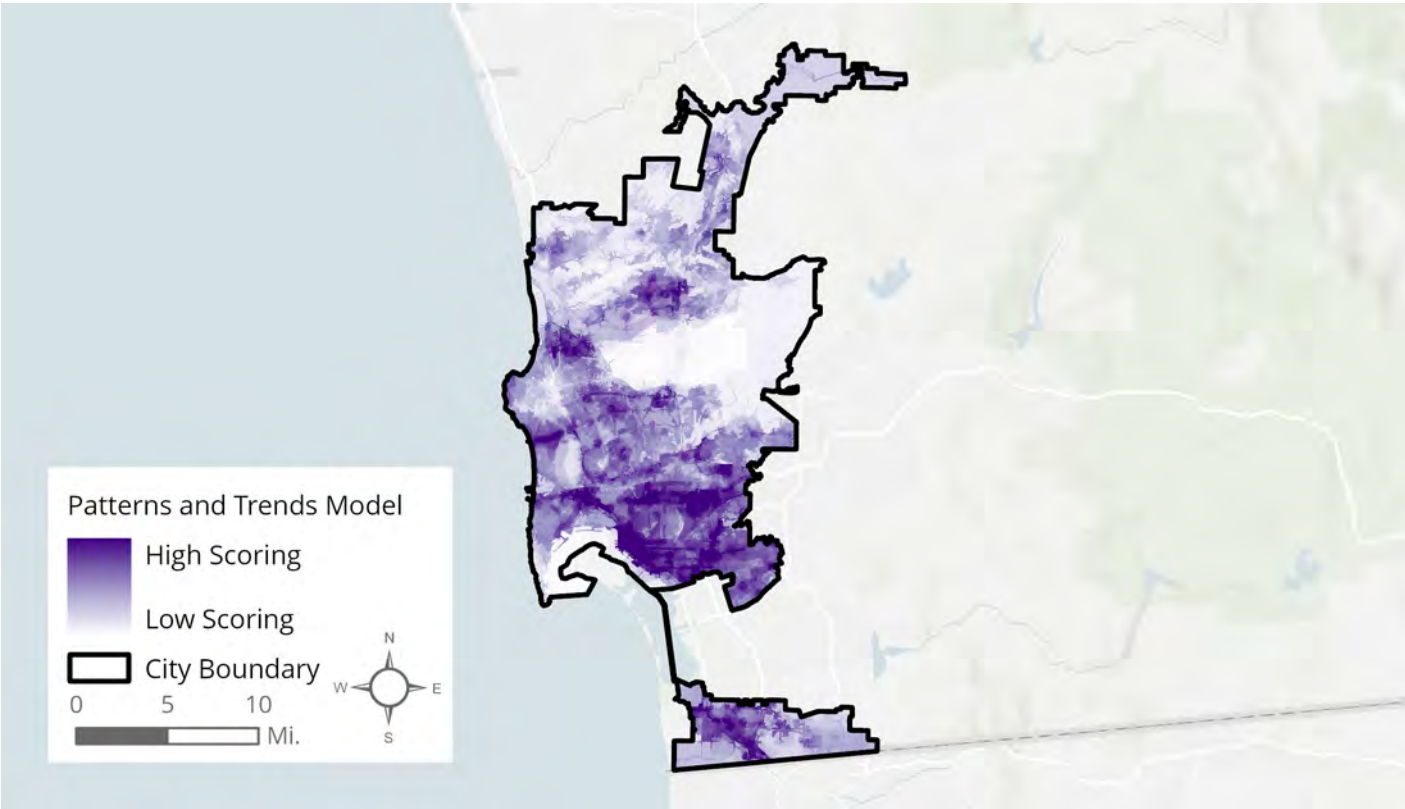 Patterns and Trends Model
High Scoring
Low Scoring
City Boundary
N
W
E
S
0 5 10
Mi.